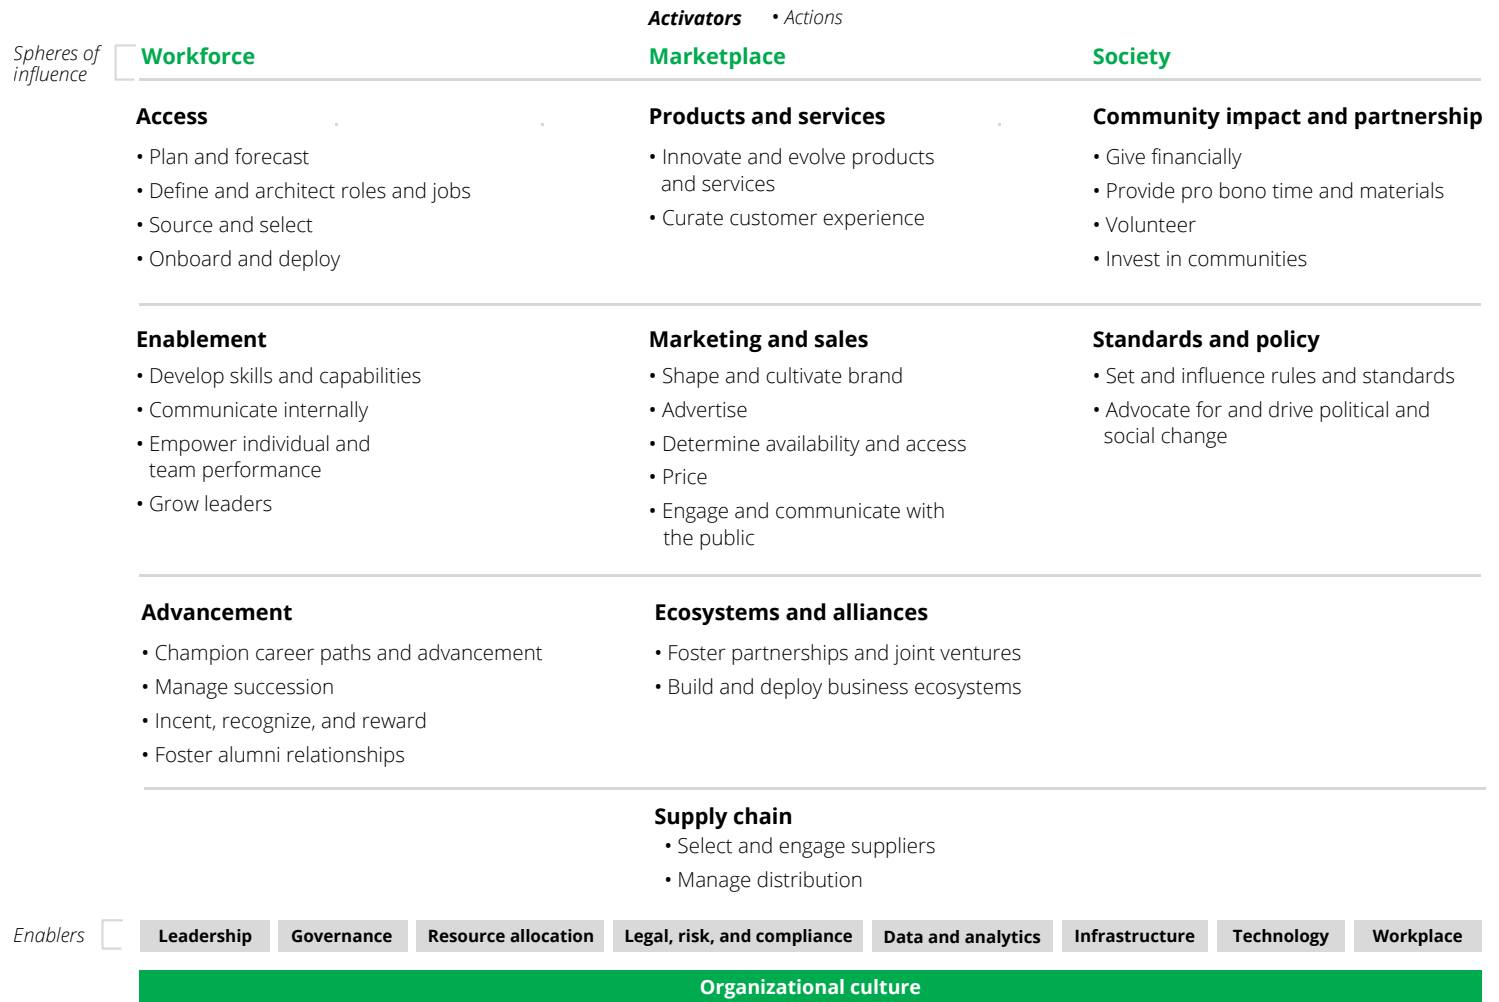 Activators • Actions
Spheres of
influence
Workforce
Marketplace
Society
Access
• Plan and forecast
• Define and architect roles and jobs
• Source and select
• Onboard and deploy
Products and services
• Innovate and evolve products
and services
• Curate customer experience
Community impact and partnership
• Give financially
• Provide pro bono time and materials
• Volunteer
• Invest in communities
Enablement
• Develop skills and capabilities
• Communicate internally
• Empower individual and
team performance
• Grow leaders
Marketing and sales
• Shape and cultivate brand
• Advertise
• Determine availability and access
• Price
• Engage and communicate with
the public
Standards and policy
• Set and influence rules and standards
• Advocate for and drive political and
social change
Advancement
• Champion career paths and advancement
• Manage succession
• Incent, recognize, and reward
• Foster alumni relationships
Ecosystems and alliances
• Foster partnerships and joint ventures
• Build and deploy business ecosystems
Supply chain
• Select and engage suppliers
• Manage distribution
Enablers
Leadership
Governance
Resource allocation
Legal, risk, and compliance
Data and analytics
Infrastructure
Technology
Workplace
Organizational culture